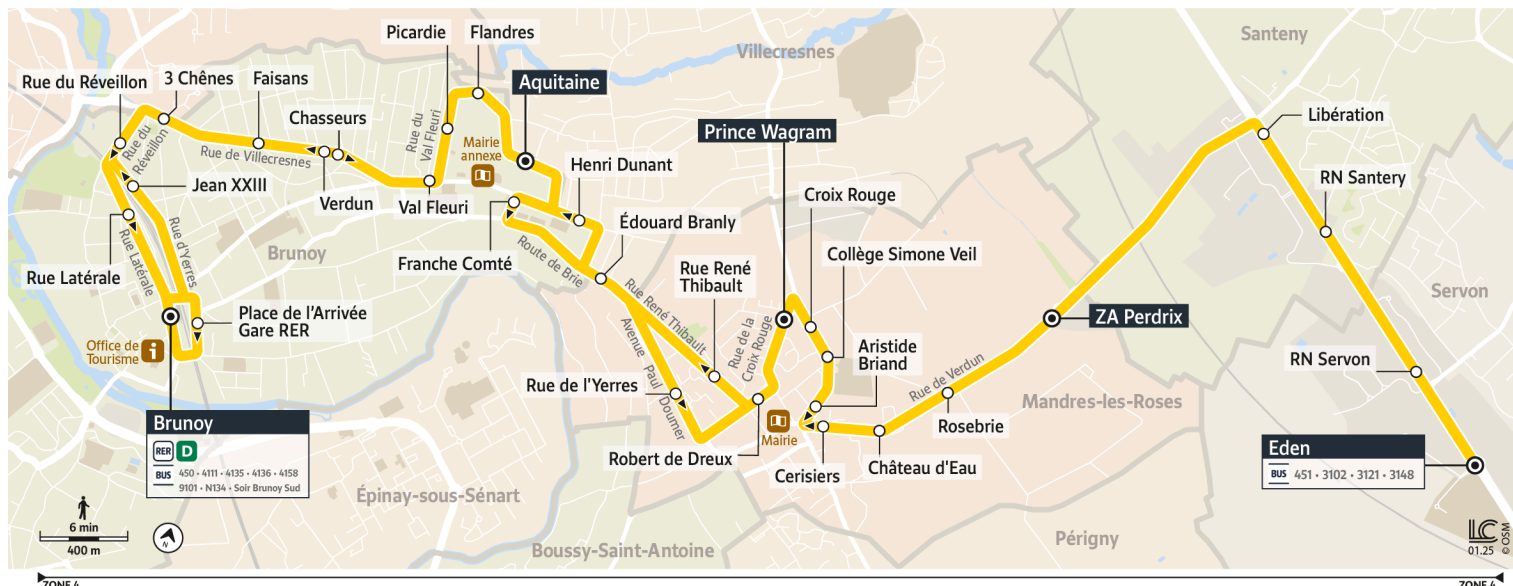 Picardie
Flandres
Villecresnes
Santeny
Rue du Réveillon
3 Chênes
Faisans
Aquitaine
Chasseurs
Libération
Rue du
Réveillon
Rue de Villecresnes
Rue du
Val Fleuri
Mairie
annexe
Prince Wagram
Henri Dunant
Jean XXIII
Verdun
Val Fleuri
RN Santery
Croix Rouge
Édouard Branly
Brunoy
Rue Latérale
Rue Latérale
Rue d'Yerres
Franche Comté
Route de Brie
Collège Simone Veil
Rue René
Thibault
Servon
Place de l'Arrivée
Gare RER
ZA Perdrix
Office de
Tourisme
i
Avenue Paul Doumer
Rue René Thibault
Rue de la
Croix Rouge
Aristide
Briand
RN Servon
Rue de l'Yerres
Rue de Verdun
Mandres-les-Roses
Rosebrie
Brunoy
RER D
BUS 450 • 4111 • 4135 • 4136 • 4158
9101 • N134 • Soir Brunoy Sud
Mairie
Robert de Dreux
Cerisiers
Château d'Eau
Eden
BUS 451 • 3102 • 3121 • 3148
Épinay-sous-Sénart
6 min
400 m
N
Boussy-Saint-Antoine
Périgny
LC
01.25
© OSM
ZONE 4
ZONE 4